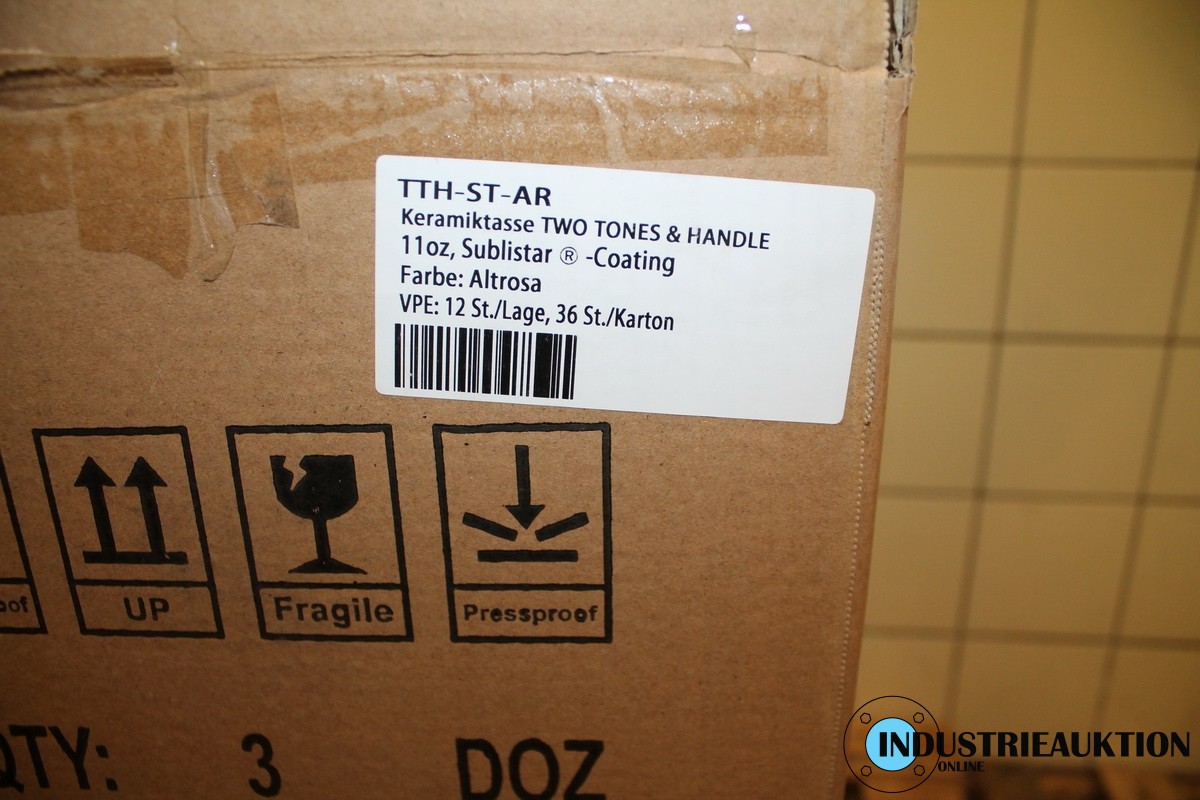 TTH-ST-AR
Keramiktasse TWO TONES & HANDLE
11oz, Sublistar ® -Coating
Farbe: Altrosa
VPE: 12 St./Lage, 36 St./Karton
UP
Fragile
Pressproof
QTY: 3 DOZ
INDUSTRIEAUKTION
ONLINE